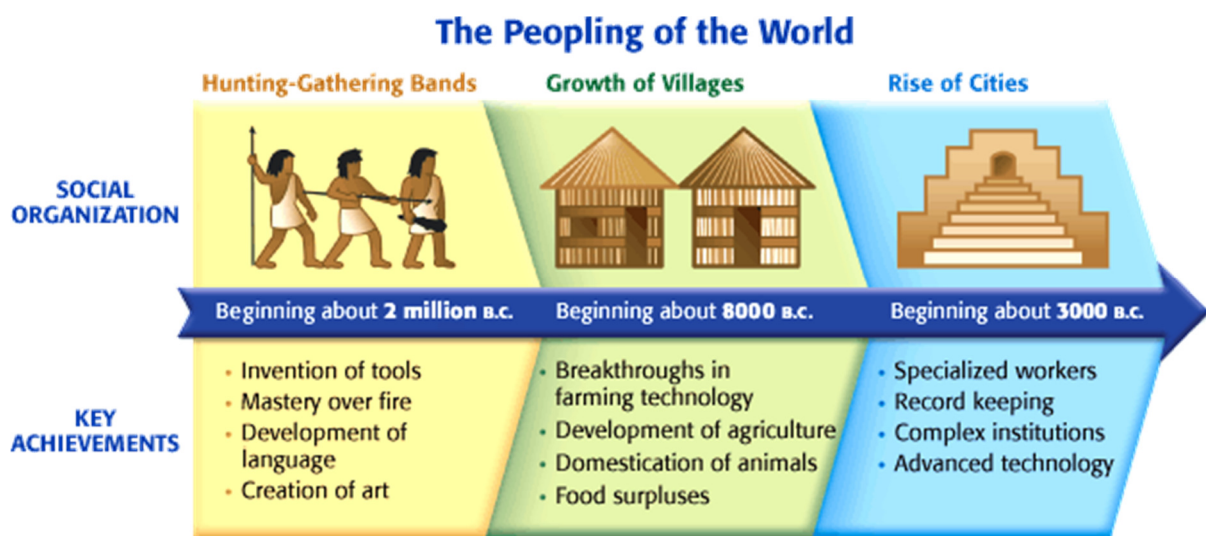 The Peopling of the World
Hunting-Gathering Bands
Growth of Villages
Rise of Cities
SOCIAL
ORGANIZATION
Beginning about 2 million B.C.
Beginning about 8000 B.C.
Beginning about 3000 B.C.
KEY
ACHIEVEMENTS
• Invention of tools
• Mastery over fire
• Development of
language
• Creation of art
• Breakthroughs in
farming technology
• Development of agriculture
• Domestication of animals
• Food surpluses
• Specialized workers
• Record keeping
• Complex institutions
• Advanced technology